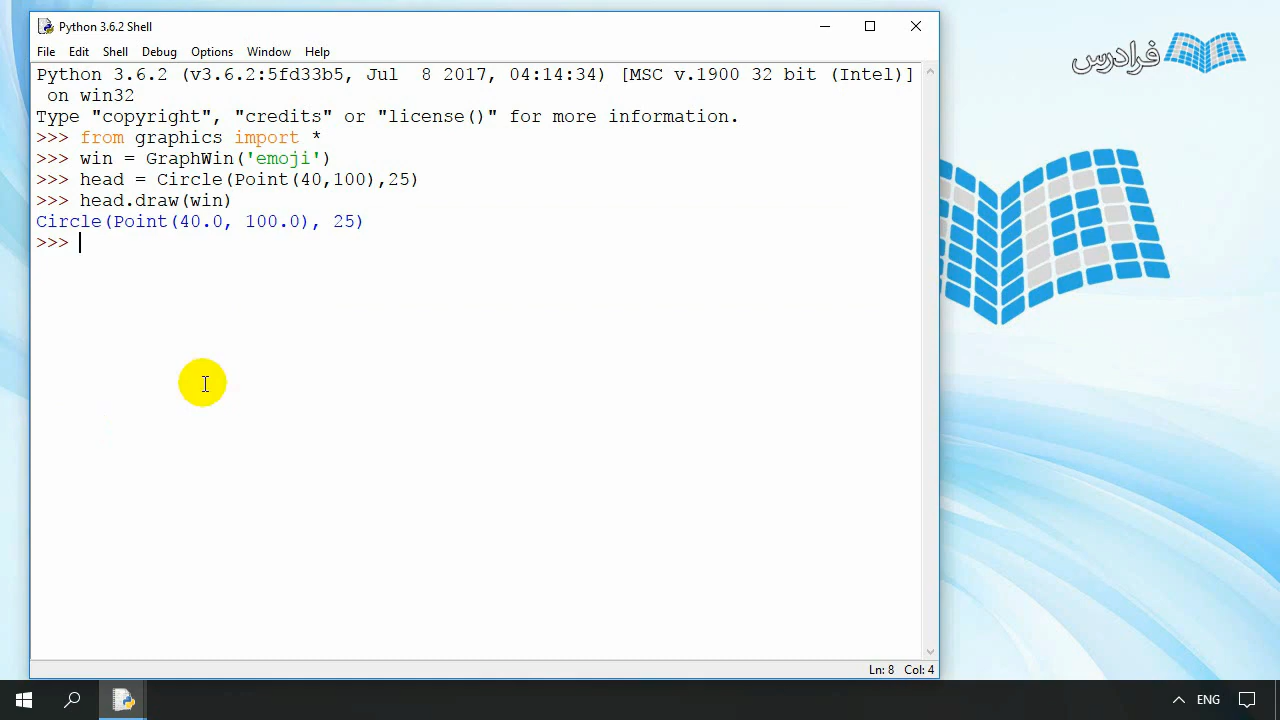 Python 3.6.2 Shell
File Edit Shell Debug Options Window Help
Python 3.6.2 (v3.6.2:5fd33b5, Jul  8 2017, 04:14:34) [MSC v.1900 32 bit (Intel)]
 on win32
Type "copyright", "credits" or "license()" for more information.
>>> from graphics import *
>>> win = GraphWin('emoji')
>>> head = Circle(Point(40,100),25)
>>> head.draw(win)
Circle(Point(40.0, 100.0), 25)
>>>
Ln: 8 Col: 4
فرادرس
ENG